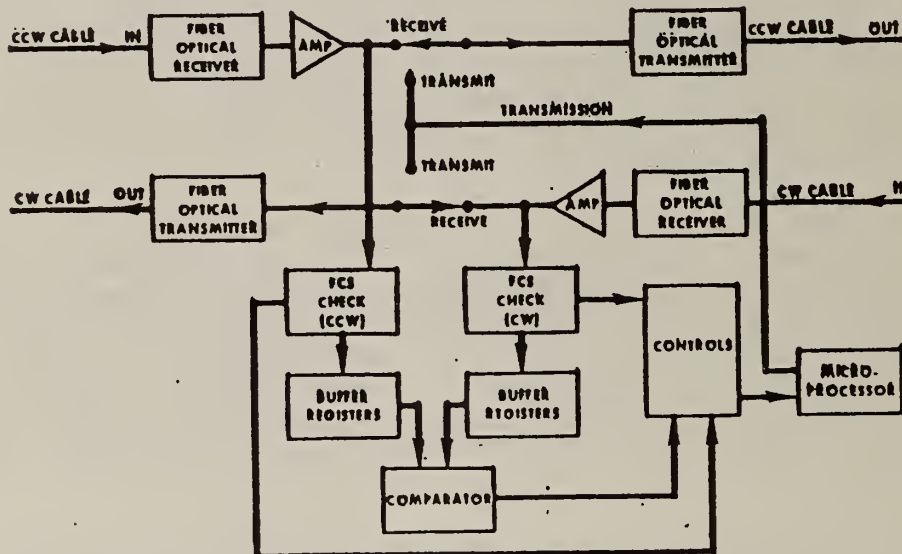 CCW CABLE IN
FIBER
OPTICAL
RECEIVER
AMP
RECEIVE
FIBER
OPTICAL
TRANSMITTER
CCW CABLE OUT
TRANSMIT
TRANSMISSION
TRANSMIT
CW CABLE OUT
FIBER
OPTICAL
TRANSMITTER
RECEIVE
AMP
FIBER
OPTICAL
RECEIVER
CW CABLE
FCS
CHECK
(CCW)
FCS
CHECK
(CW)
CONTROLS
MICRO-
PROCESSOR
BUFFER
REGISTERS
BUFFER
COMPARATOR